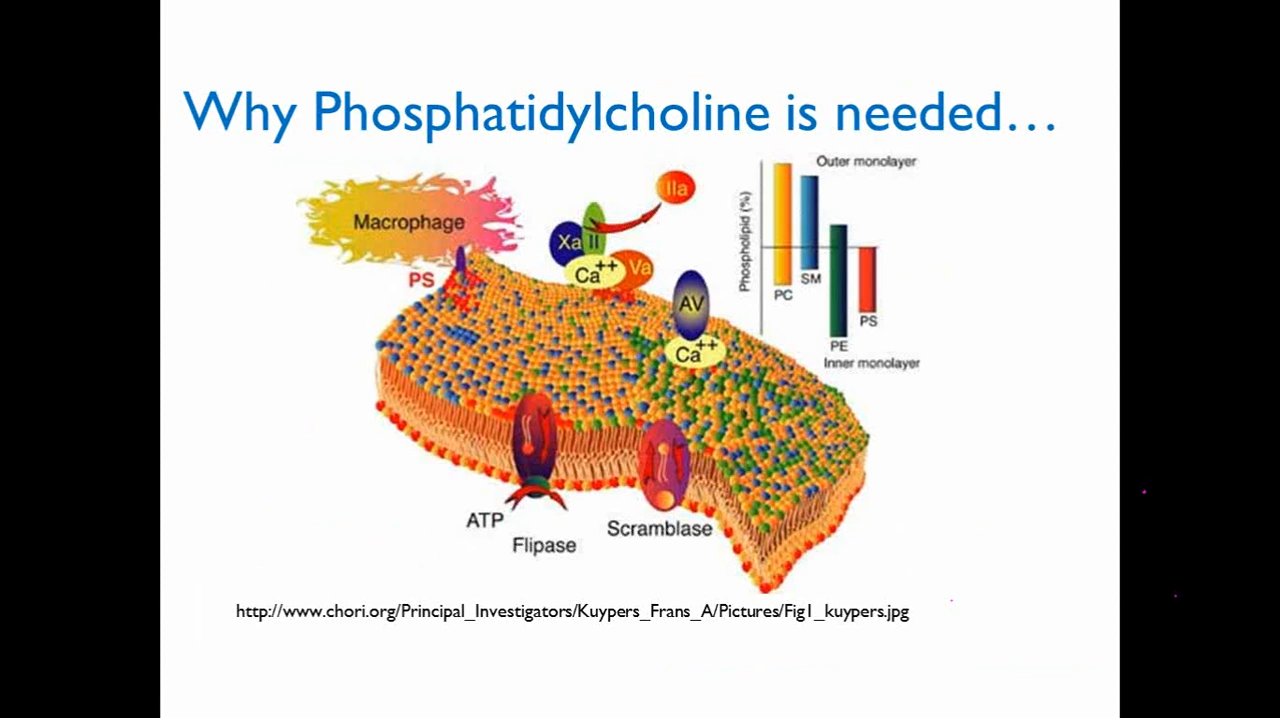 Why Phosphatidylcholine is needed…
Outer monolayer
Macrophage
IIa
Xa
II
Ca++
Va
PS
AV
Ca++
Phospholipid (%)
PC
SM
PE
PS
Inner monolayer
ATP
Flipase
Scramblase
http://www.chori.org/Principal_Investigators/Kuypers_Frans_A/Pictures/Fig1_kuypers.jpg